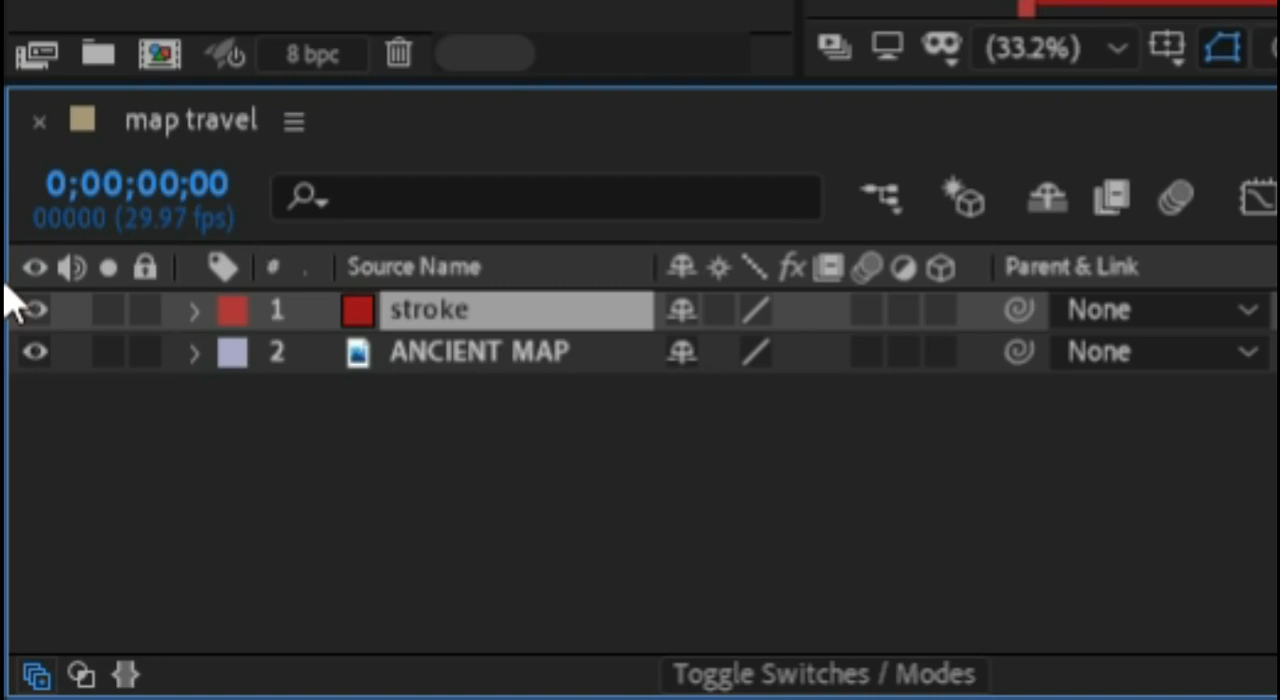 8 bpc
(33.2%)
map travel
0;00;00;00
00000 (29.97 fps)
# . Source Name fx Parent & Link
1 stroke None
2 ANCIENT MAP None
Toggle Switches / Modes